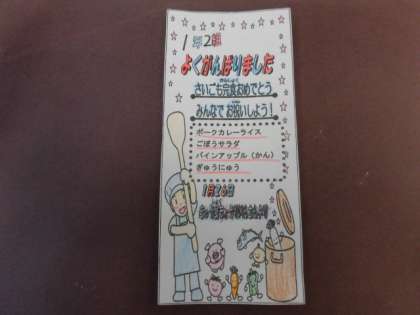 1年2組
よくがんばりました
さいごも完食おめでとう
みんなでお祝いしよう！
ポークカレーライス
ごぼうサラダ
パインアップル（かん）
ぎゅうにゅう
1月26日